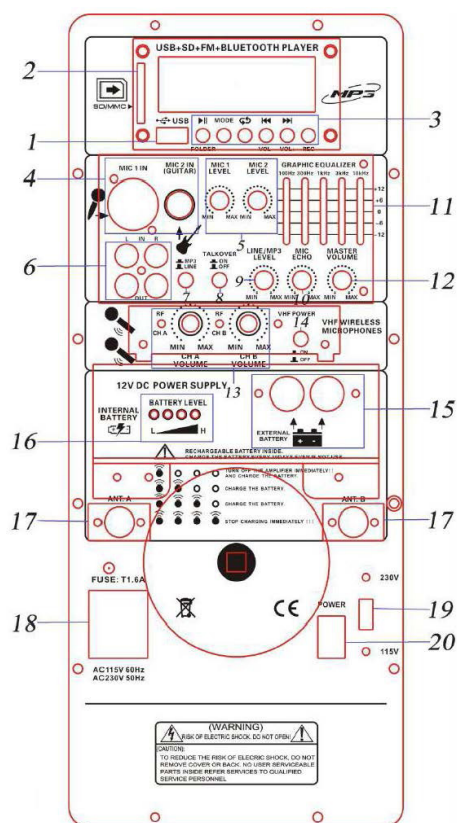 USB+SD+FM+BLUETOOTH PLAYER
2
SD/MMC
MP3
USB
1
MODE
3
FOLDER VOL- VOL+ REC
4
MIC 1 IN
MIC 2 IN
(GUITAR)
MIC 1
LEVEL
MIC 2
LEVEL
MIN MAX MIN MAX
5
GRAPHIC EQUALIZER
100Hz 300Hz 1kHz 3kHz 10kHz
+12
+6
0
-6
-12
11
6
L IN R
OUT
MP3
LINE
7
TALKOVER
ON
OFF
8
LINE/MP3
LEVEL
9
MIN MAX
MIC
ECHO
10
MIN MAX
MASTER
VOLUME
MIN MAX
12
RF
CH A
MIN MAX
CH A
VOLUME
RF
CH B
MIN MAX
CH B
VOLUME
13
VHF POWER
14
ON
OFF
VHF WIRELESS
MICROPHONES
12V DC POWER SUPPLY
INTERNAL
BATTERY
BATTERY LEVEL
L H
16
EXTERNAL
BATTERY
15
RECHARGEABLE BATTERY INSIDE.
TURN OFF THE AMPLIFIER IMMEDIATELY!!
AND CHARGE THE BATTERY
CHARGE THE BATTERY
CHARGE THE BATTERY
STOP CHARGING IMMEDIATELY !!!
ANT. A
17
ANT. B
17
FUSE: T1.6A
18
AC115V 60Hz
AC230V 50Hz
CE
POWER
20
230V
19
115V
(WARNING)
RISK OF ELECTRIC SHOCK. DO NOT OPEN!
(CAUTION):
TO REDUCE THE RISK OF ELECRIC SHOCK, DO NOT
REMOVE COVER OR BACK. NO USER SERVICEABLE
PARTS INSIDE REFER SERVICES TO QUALIFIED
SERVICE PERSONNEL